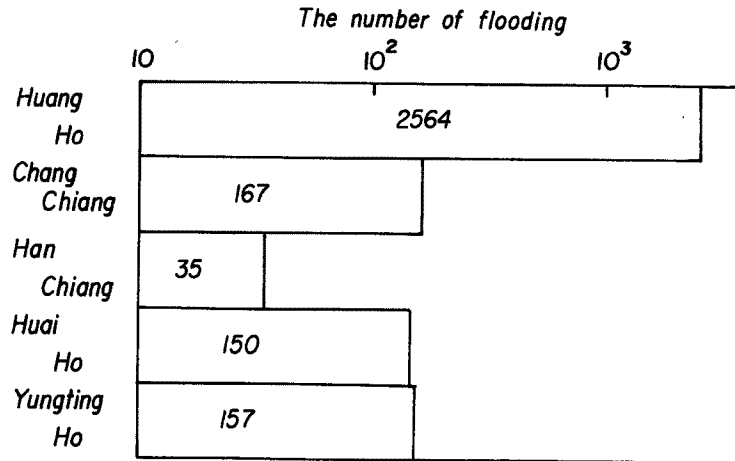 The number of flooding
10 10² 10³
Huang
Ho
2564
Chang
Chiang
167
Han
Chiang
35
Huai
Ho
150
Yungting
Ho
157